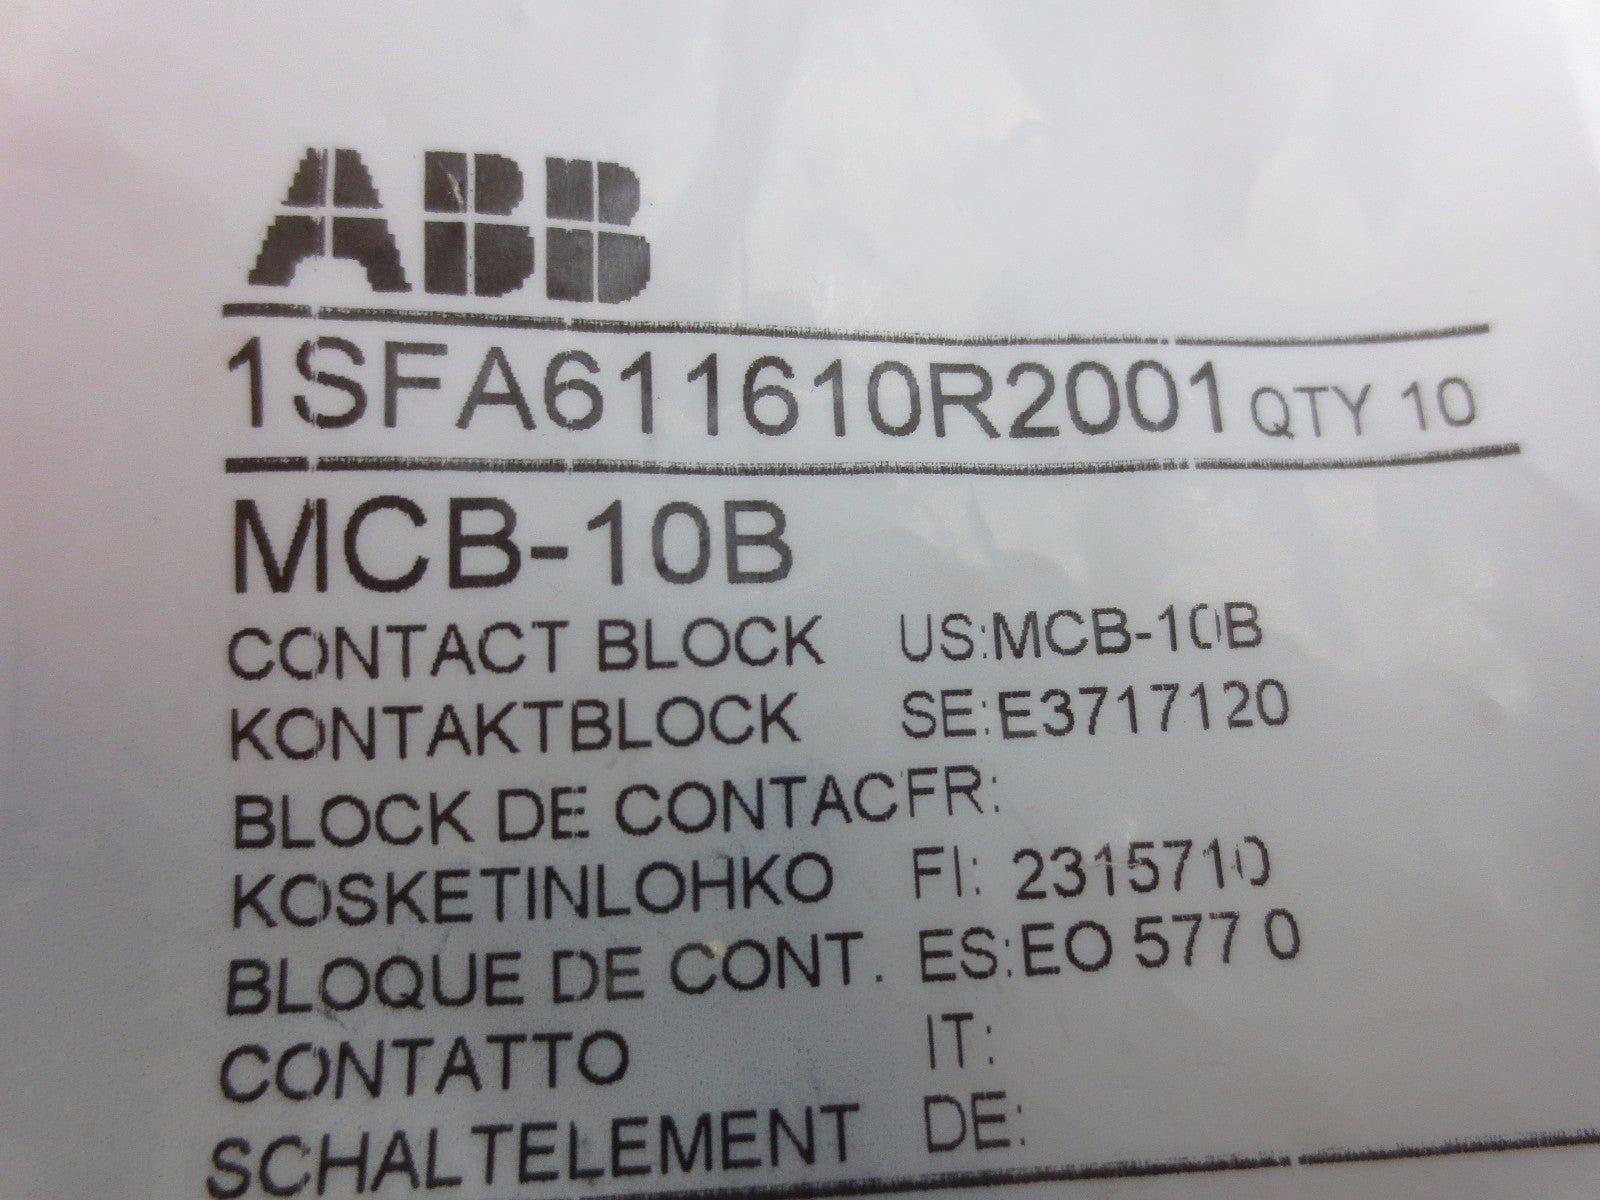 ABB
1SFA611610R2001 QTY 10
MCB-10B
CONTACT BLOCK US:MCB-10B
KONTAKTBLOCK SE:E3717120
BLOCK DE CONTACFR:
KOSKETINLOHKO FI: 2315710
BLOQUE DE CONT. ES:EO 577 0
CONTATTO IT:
SCHALTELEMENT DE: